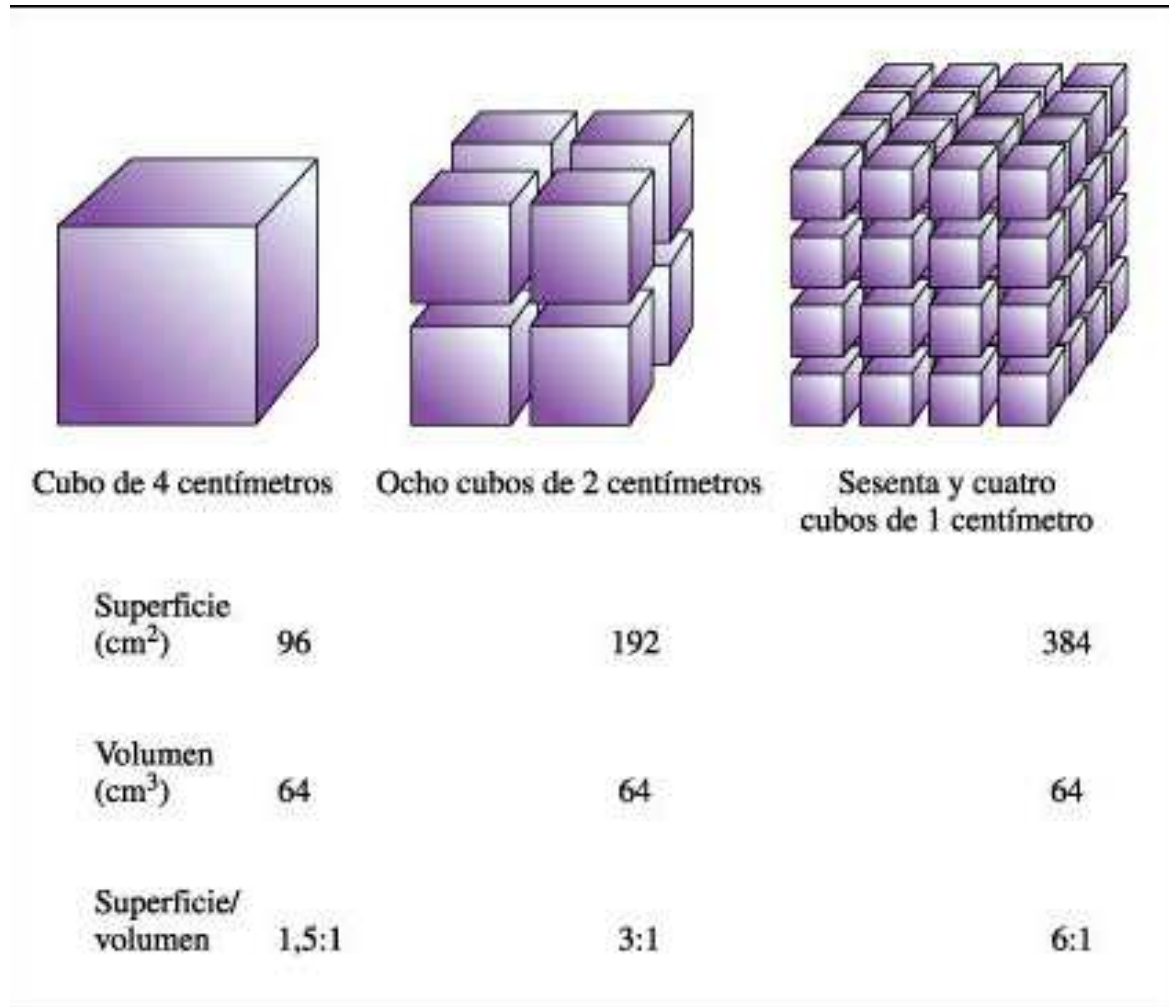 Cubo de 4 centímetros
Ocho cubos de 2 centímetros
Sesenta y cuatro
cubos de 1 centímetro
Superficie
(cm²) 96 192 384
Volumen
(cm³) 64 64 64
Superficie/
volumen 1,5:1 3:1 6:1